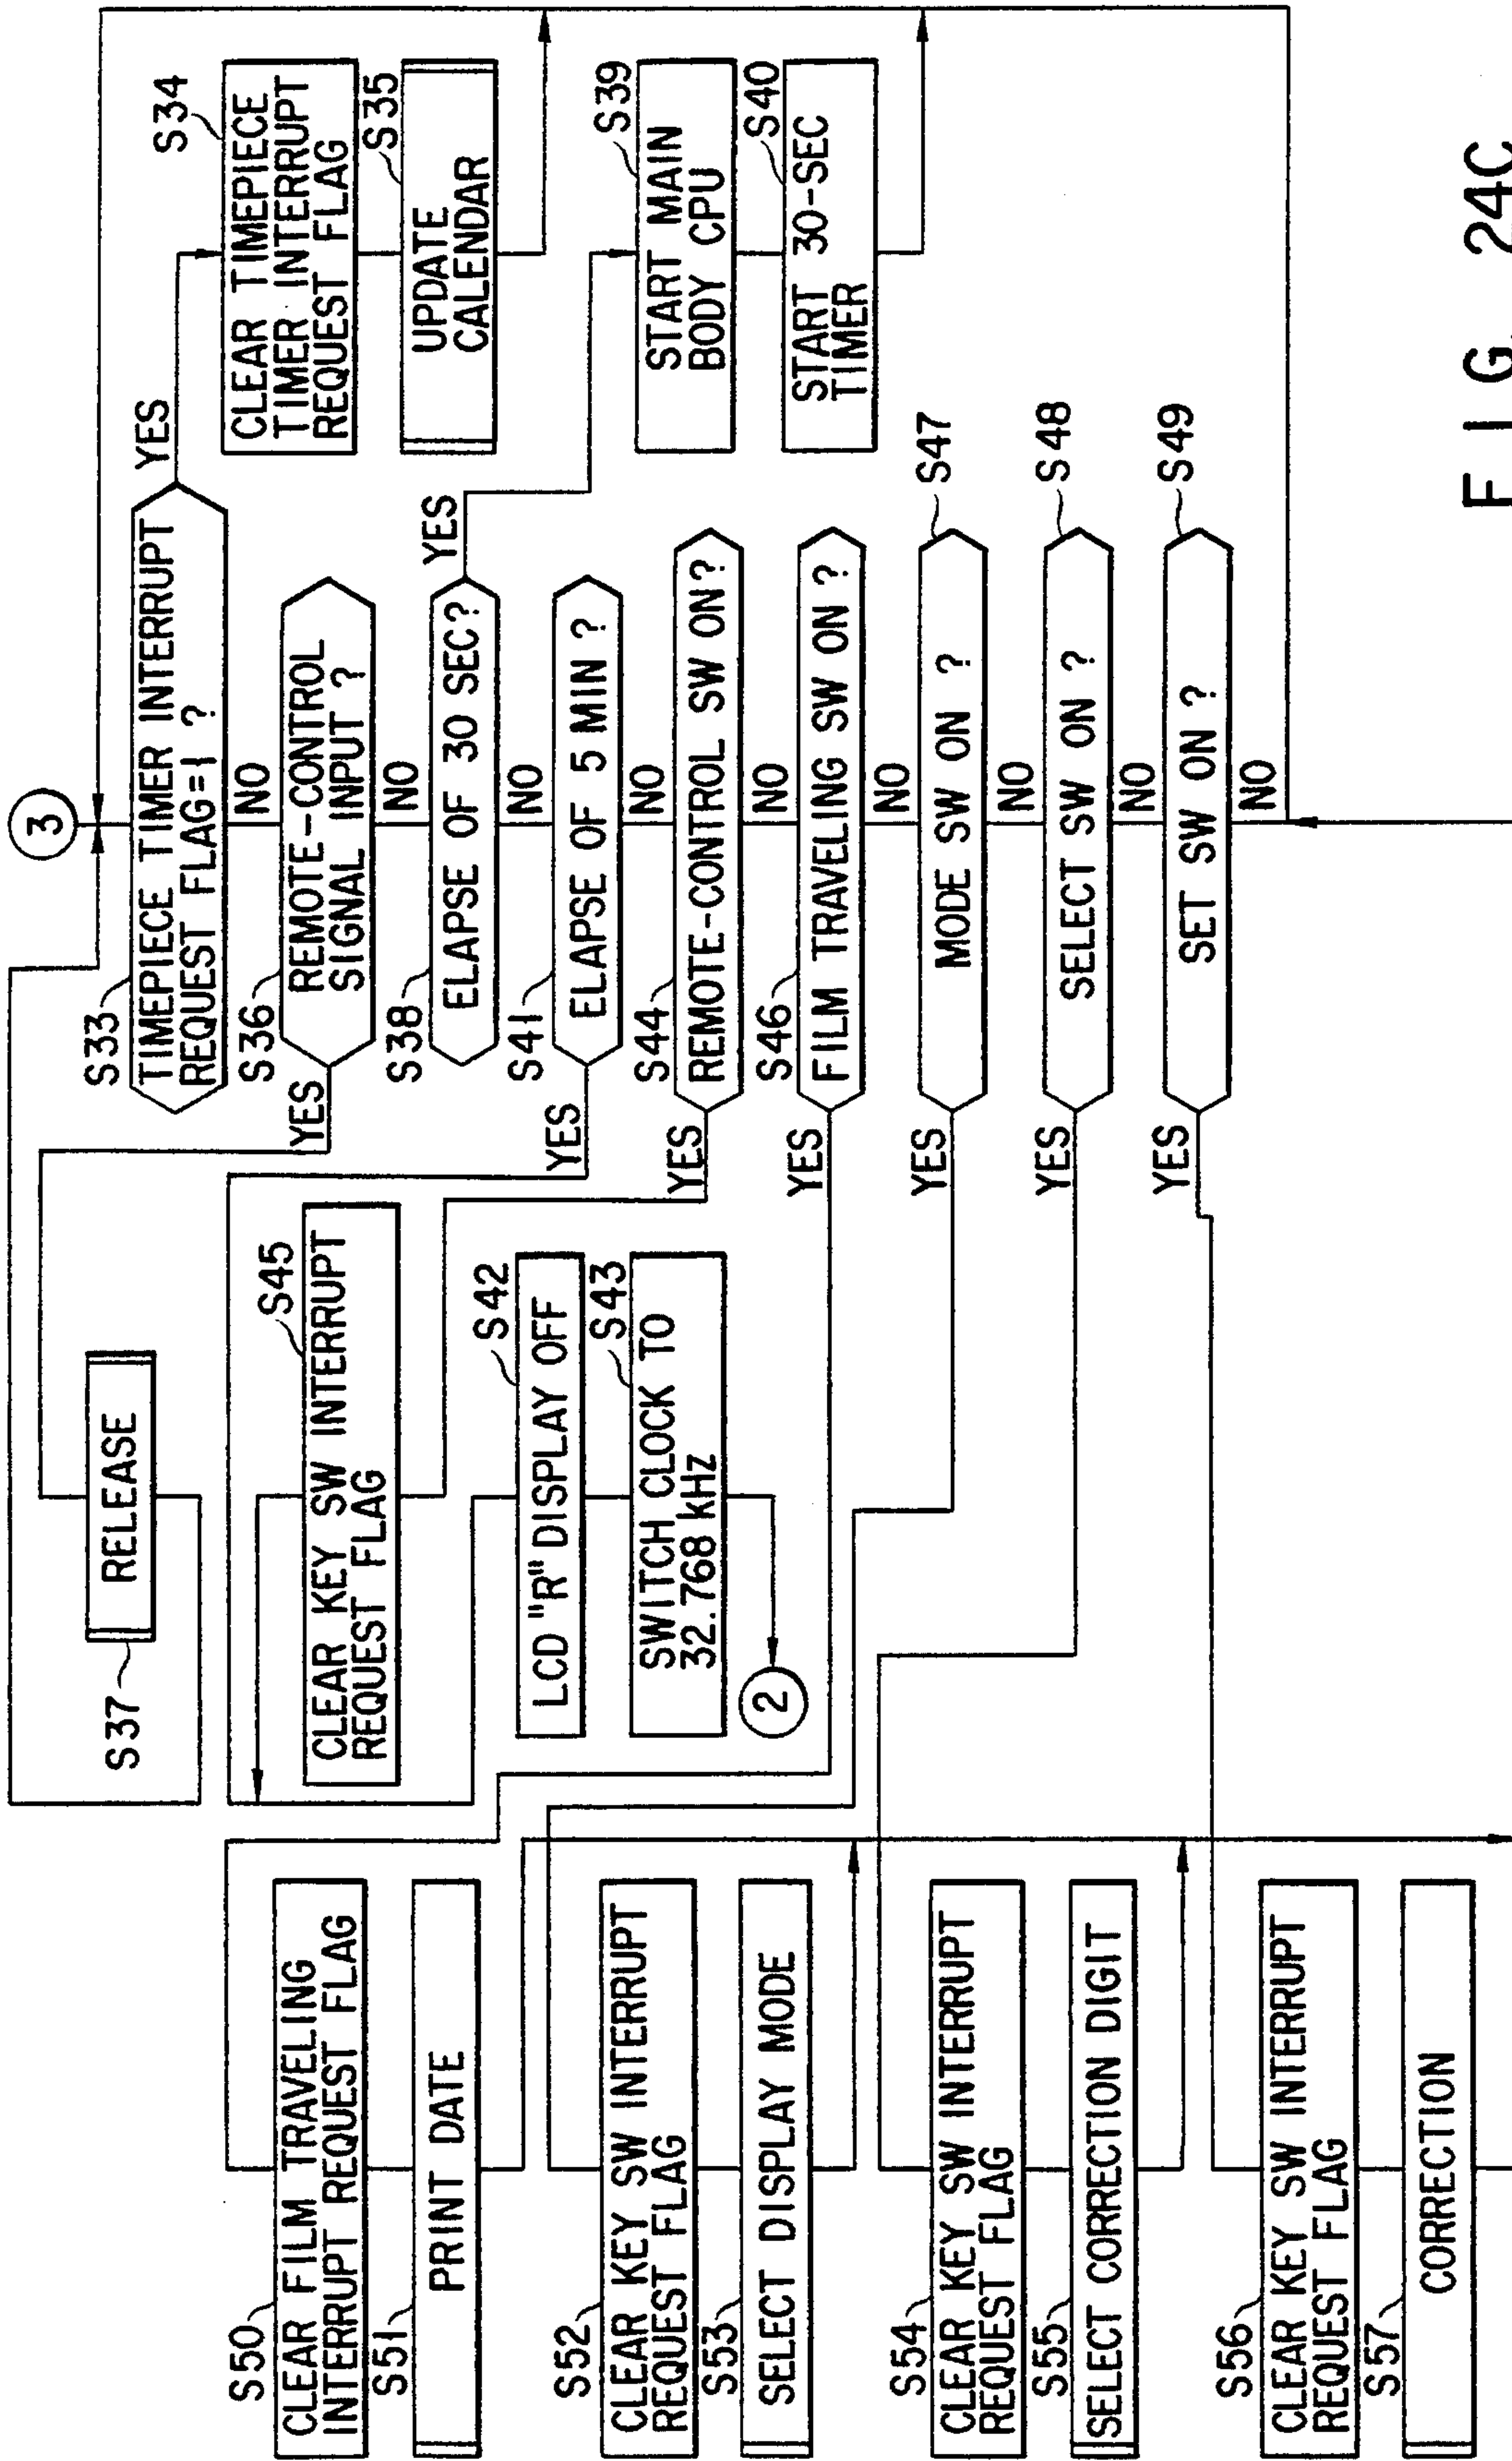 3
S33
TIMEPIECE TIMER INTERRUPT
REQUEST FLAG=1 ?
YES
NO
S34
CLEAR TIMEPIECE
TIMER INTERRUPT
REQUEST FLAG
S35
UPDATE
CALENDAR
S36
REMOTE-CONTROL
SIGNAL INPUT ?
YES
NO
S37
RELEASE
S38
ELAPSE OF 30 SEC?
YES
NO
S39
START MAIN
BODY CPU
S40
START 30-SEC
TIMER
S41
ELAPSE OF 5 MIN ?
YES
NO
S42
LCD "R" DISPLAY OFF
S43
SWITCH CLOCK TO
32.768 kHz
2
S44
REMOTE-CONTROL SW ON?
YES
NO
S45
CLEAR KEY SW INTERRUPT
REQUEST FLAG
S46
FILM TRAVELING SW ON ?
YES
NO
S47
MODE SW ON ?
YES
NO
S48
SELECT SW ON ?
YES
NO
S49
SET SW ON ?
YES
NO
S50
CLEAR FILM TRAVELING
INTERRUPT REQUEST FLAG
S51
PRINT DATE
S52
CLEAR KEY SW INTERRUPT
REQUEST FLAG
S53
SELECT DISPLAY MODE
S54
CLEAR KEY SW INTERRUPT
REQUEST FLAG
S55
SELECT CORRECTION DIGIT
S56
CLEAR KEY SW INTERRUPT
REQUEST FLAG
S57
CORRECTION
FIG. 24C